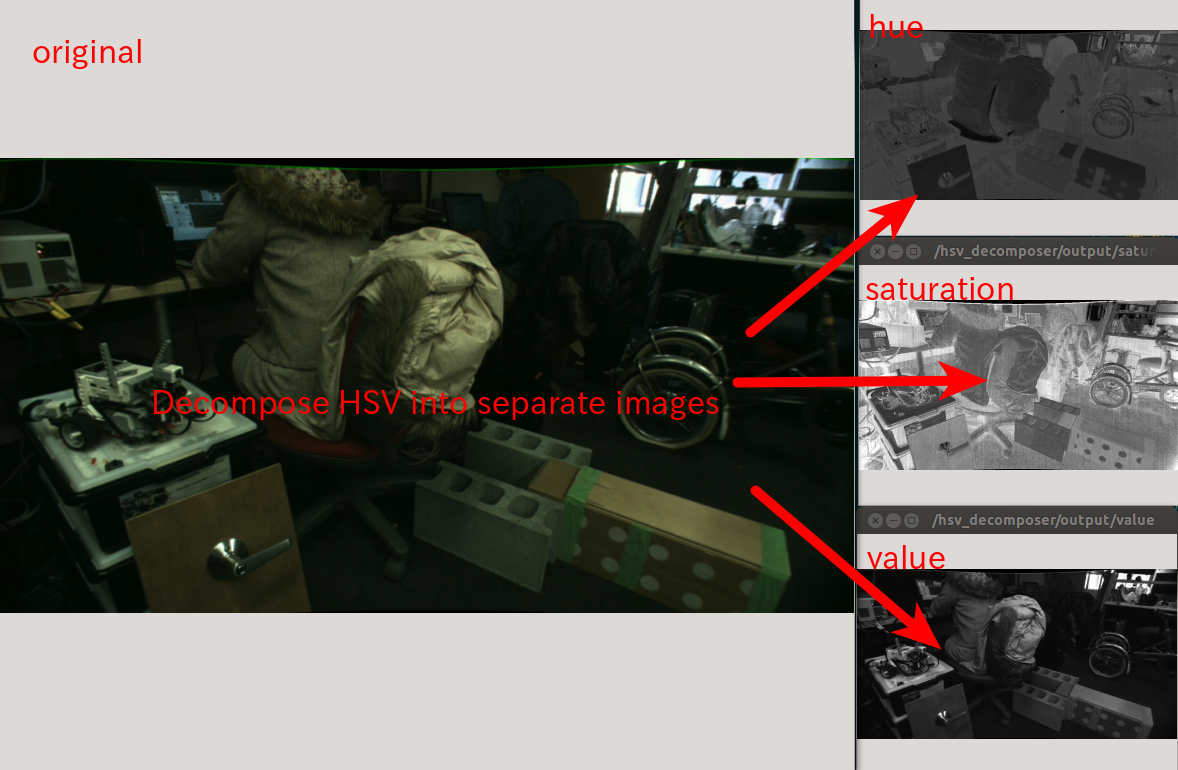 original
Decompose HSV into separate images
hue
/hsv_decomposer/output/satur
saturation
/hsv_decomposer/output/value
value